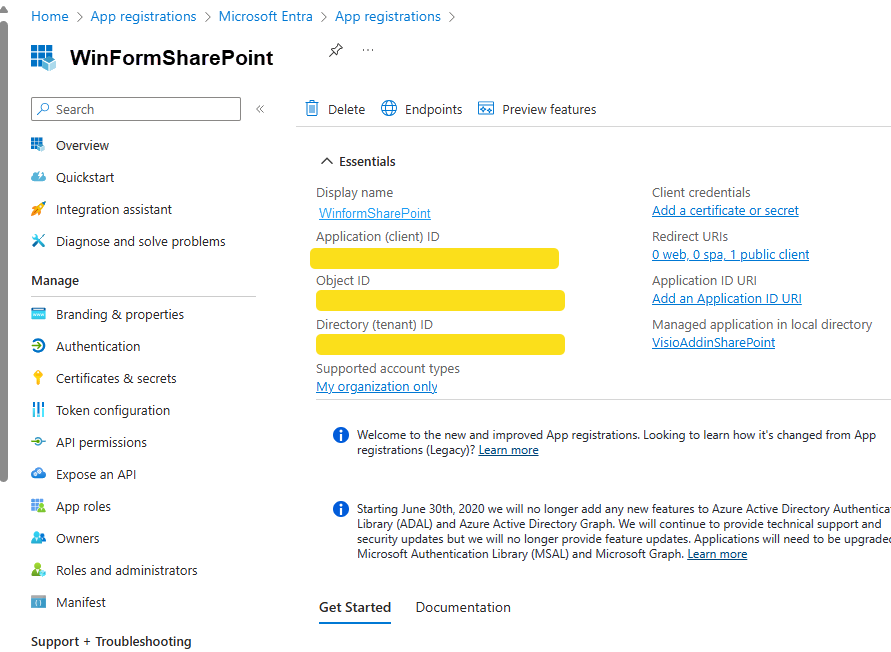 Home > App registrations > Microsoft Entra > App registrations >
WinFormSharePoint
Search
Overview
Quickstart
Integration assistant
Diagnose and solve problems
Manage
Branding & properties
Authentication
Certificates & secrets
Token configuration
API permissions
Expose an API
App roles
Owners
Roles and administrators
Manifest
Support + Troubleshooting
Delete
Endpoints
Preview features
Essentials
Display name
WinformSharePoint
Application (client) ID
Object ID
Directory (tenant) ID
Supported account types
My organization only
Client credentials
Add a certificate or secret
Redirect URIs
0 web, 0 spa, 1 public client
Application ID URI
Add an Application ID URI
Managed application in local directory
VisioAddinSharePoint
Welcome to the new and improved App registrations. Looking to learn how it's changed from App
registrations (Legacy)? Learn more
Starting June 30th, 2020 we will no longer add any new features to Azure Active Directory Authentica
Library (ADAL) and Azure Active Directory Graph. We will continue to provide technical support and
security updates but we will no longer provide feature updates. Applications will need to be upgrade
Microsoft Authentication Library (MSAL) and Microsoft Graph. Learn more
Get Started
Documentation